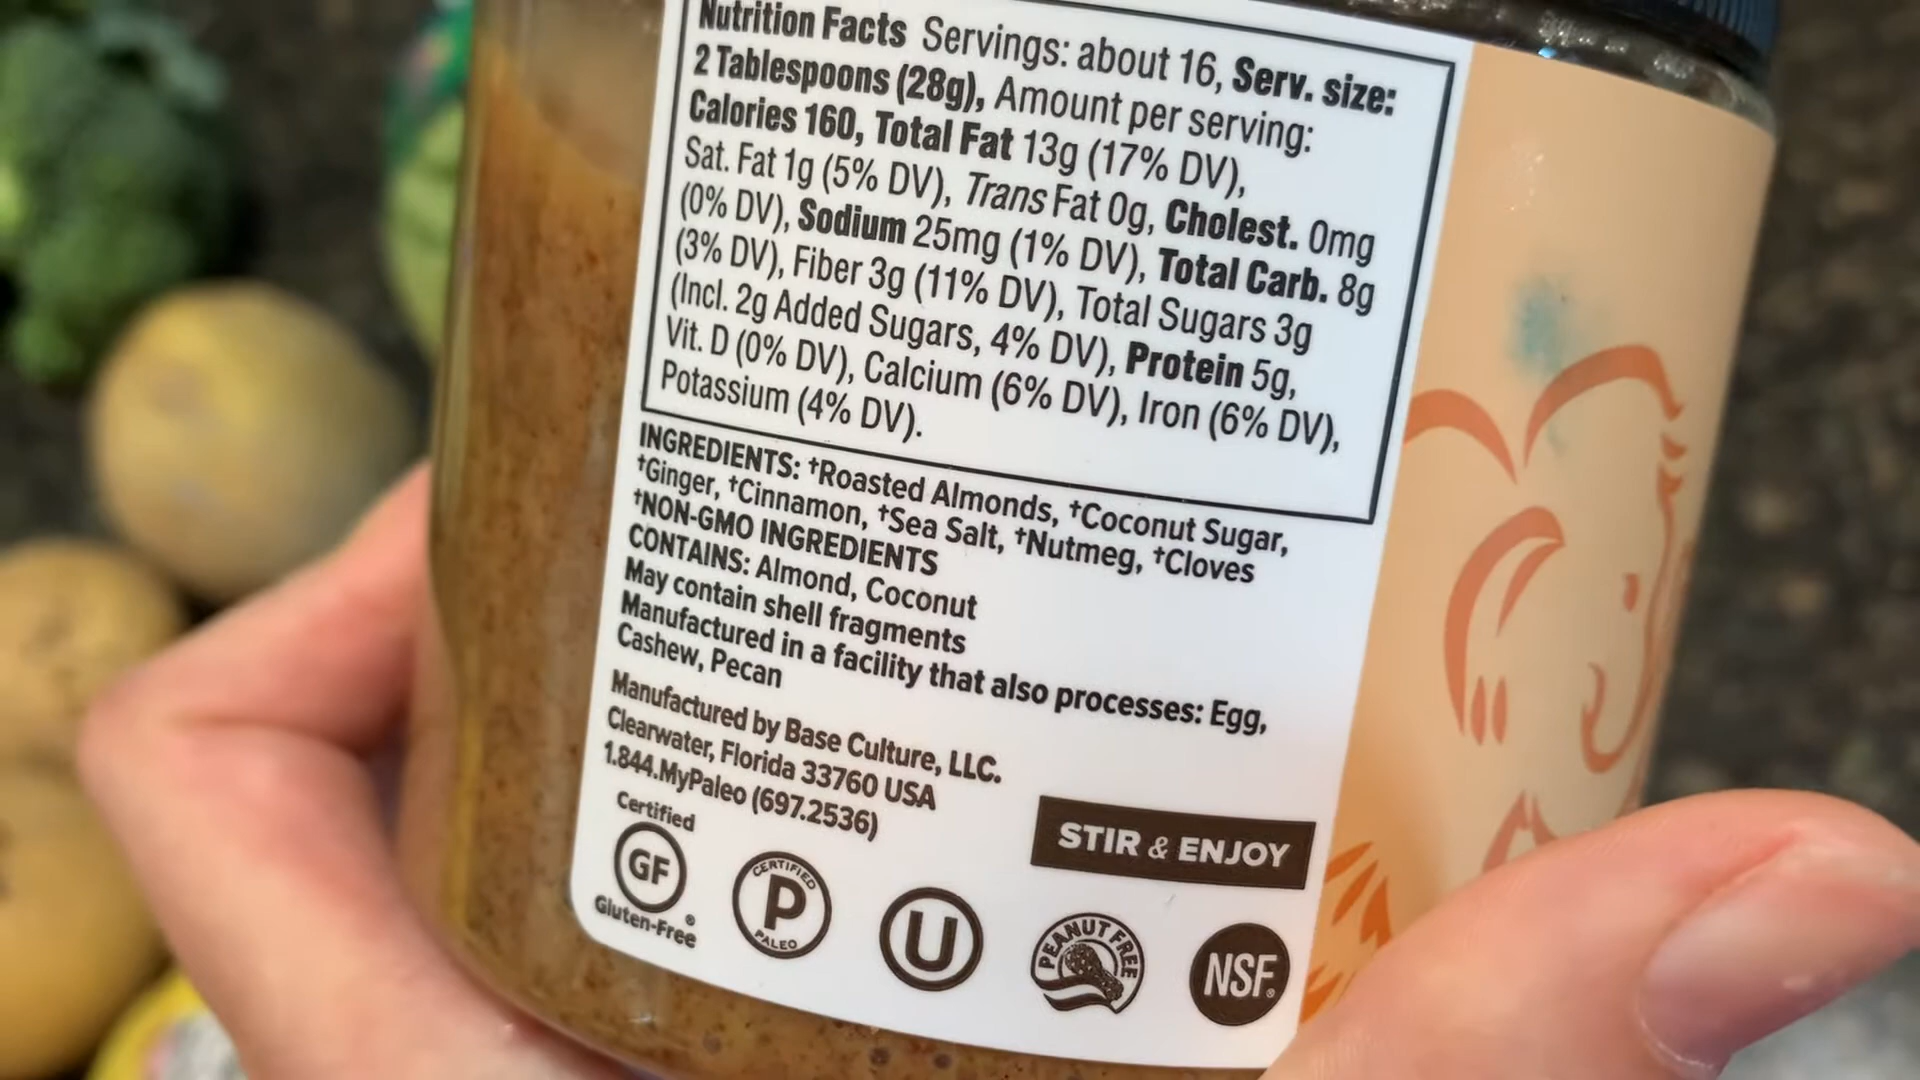 Nutrition Facts Servings: about 16, Serv. size:
2 Tablespoons (28g), Amount per serving:
Calories 160, Total Fat 13g (17% DV),
Sat. Fat 1g (5% DV), Trans Fat 0g, Cholest. 0mg
(0% DV), Sodium 25mg (1% DV), Total Carb. 8g
(3% DV), Fiber 3g (11% DV), Total Sugars 3g
(Incl. 2g Added Sugars, 4% DV), Protein 5g,
Vit. D (0% DV), Calcium (6% DV), Iron (6% DV),
Potassium (4% DV).
INGREDIENTS: †Roasted Almonds, †Coconut Sugar,
†Ginger, †Cinnamon, †Sea Salt, †Nutmeg, †Cloves
†NON-GMO INGREDIENTS
CONTAINS: Almond, Coconut
May contain shell fragments
Manufactured in a facility that also processes: Egg,
Cashew, Pecan
Manufactured by Base Culture, LLC.
Clearwater, Florida 33760 USA
1.844.MyPaleo (697.2536)
STIR & ENJOY
Certified
GF
Gluten-Free®
CERTIFIED
P
PALEO
U
PEANUT FREE
NSF®